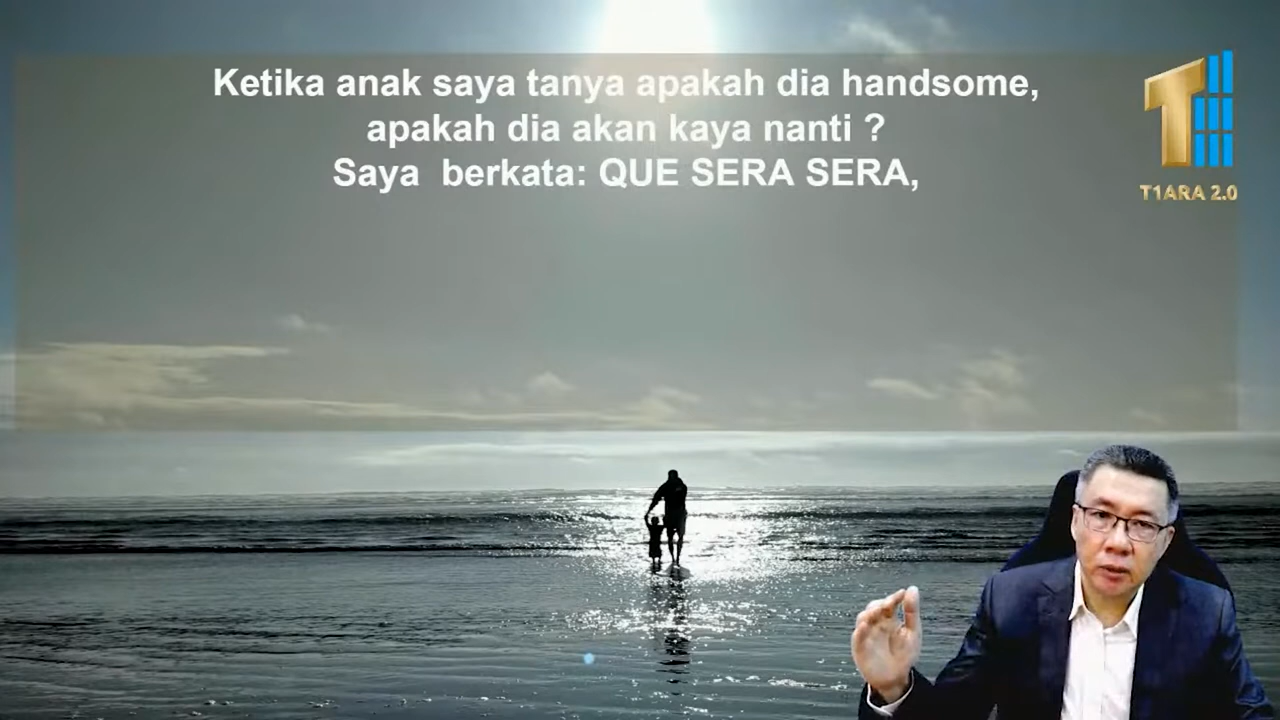 Ketika anak saya tanya apakah dia handsome,
apakah dia akan kaya nanti ?
Saya berkata: QUE SERA SERA,
T1ARA 2.0